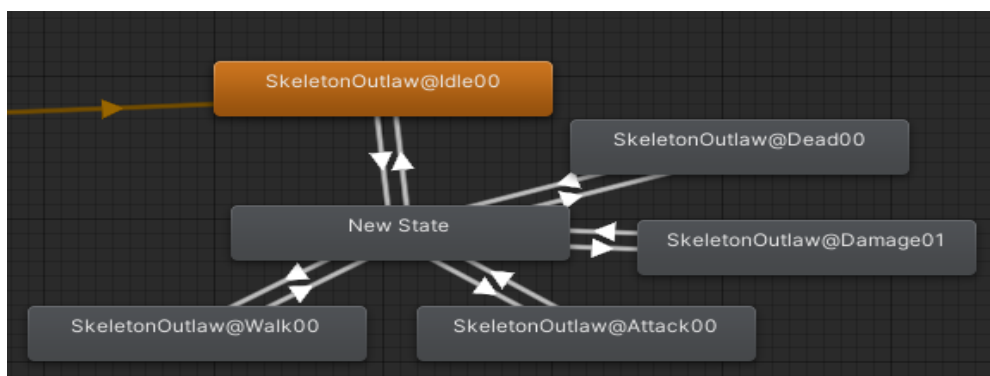 SkeletonOutlaw@Idle00
SkeletonOutlaw@Dead00
New State
SkeletonOutlaw@Damage01
SkeletonOutlaw@Walk00
SkeletonOutlaw@Attack00